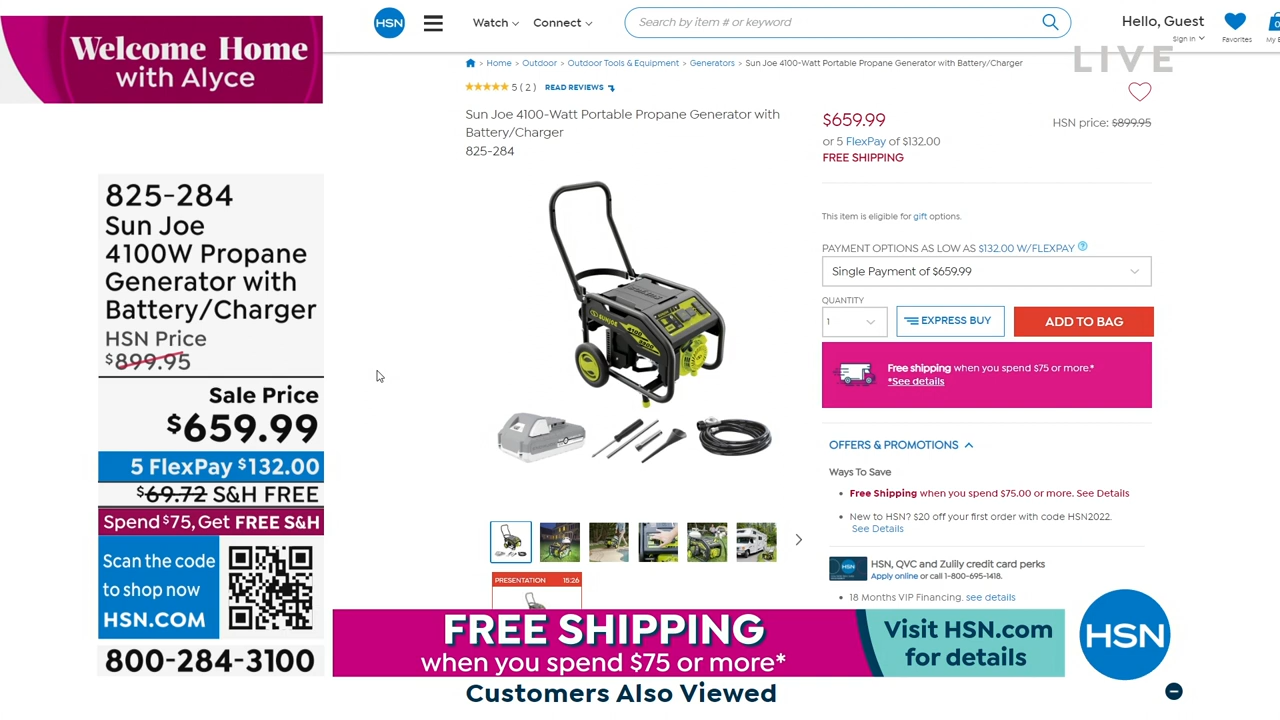 Welcome Home
with Alyce
825-284
Sun Joe
4100W Propane
Generator with
Battery/Charger
HSN Price
$899.95
Sale Price
$659.99
5 FlexPay $132.00
$69.72 S&H FREE
Spend $75, Get FREE S&H
Scan the code
to shop now
HSN.COM
800-284-3100
HSN
Watch
Connect
Search by item # or keyword
Hello, Guest
Sign In
Favorites
0
LIVE
> Home > Outdoor > Outdoor Tools & Equipment > Generators > Sun Joe 4100-Watt Portable Propane Generator with Battery/Charger
5 ( 2 ) READ REVIEWS
Sun Joe 4100-Watt Portable Propane Generator with
Battery/Charger
825-284
$659.99
HSN price: $899.95
or 5 FlexPay of $132.00
FREE SHIPPING
This item is eligible for gift options.
PAYMENT OPTIONS AS LOW AS $132.00 W/FLEXPAY ?
Single Payment of $659.99
QUANTITY
1
EXPRESS BUY
ADD TO BAG
Free shipping when you spend $75 or more.*
*See details
OFFERS & PROMOTIONS
Ways To Save
• Free Shipping when you spend $75.00 or more. See Details
• New to HSN? $20 off your first order with code HSN2022.
See Details
HSN
HSN, QVC and Zulily credit card perks
Apply online or call 1-800-695-1418.
• 18 Months VIP Financing. see details
SUNJOE
PRESENTATION 15:26
FREE SHIPPING
when you spend $75 or more*
Visit HSN.com
for details
HSN
Customers Also Viewed